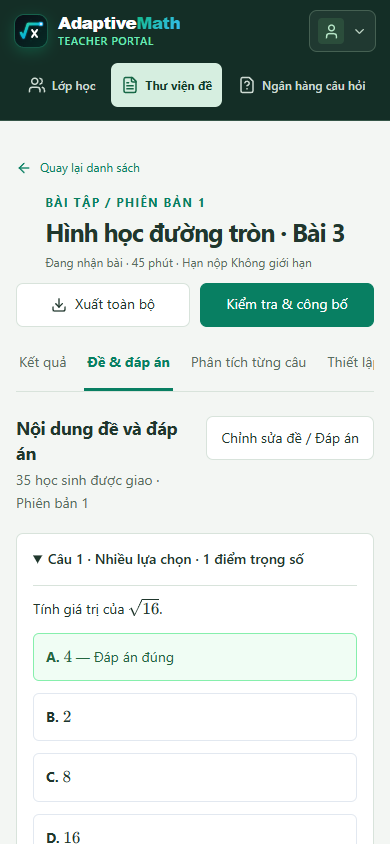 AdaptiveMath
TEACHER PORTAL
Lớp học
Thư viện đề
Ngân hàng câu hỏi
Quay lại danh sách
BÀI TẬP / PHIÊN BẢN 1
Hình học đường tròn · Bài 3
Đang nhận bài · 45 phút · Hạn nộp Không giới hạn
Xuất toàn bộ
Kiểm tra & công bố
Kết quả
Đề & đáp án
Phân tích từng câu
Thiết lập
Nội dung đề và đáp
án
Chỉnh sửa đề / Đáp án
35 học sinh được giao ·
Phiên bản 1
▼ Câu 1 · Nhiều lựa chọn · 1 điểm trọng số
Tính giá trị của √16.
A. 4 — Đáp án đúng
B. 2
C. 8
D. 16